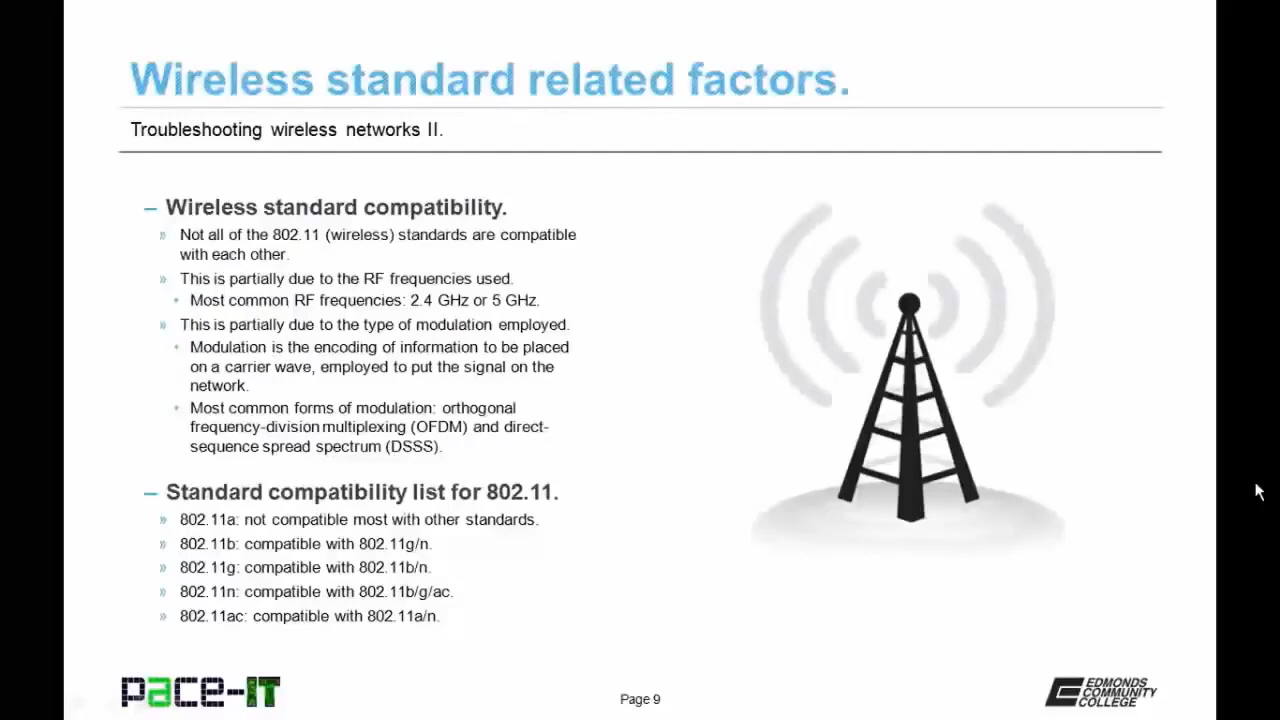 Wireless standard related factors.
Troubleshooting wireless networks II.
– Wireless standard compatibility.
» Not all of the 802.11 (wireless) standards are compatible
with each other.
» This is partially due to the RF frequencies used.
• Most common RF frequencies: 2.4 GHz or 5 GHz.
» This is partially due to the type of modulation employed.
• Modulation is the encoding of information to be placed
on a carrier wave, employed to put the signal on the
network.
• Most common forms of modulation: orthogonal
frequency-division multiplexing (OFDM) and direct-
sequence spread spectrum (DSSS).
– Standard compatibility list for 802.11.
» 802.11a: not compatible most with other standards.
» 802.11b: compatible with 802.11g/n.
» 802.11g: compatible with 802.11b/n.
» 802.11n: compatible with 802.11b/g/ac.
» 802.11ac: compatible with 802.11a/n.
pace-IT
Page 9
EDMONDS
COMMUNITY
COLLEGE